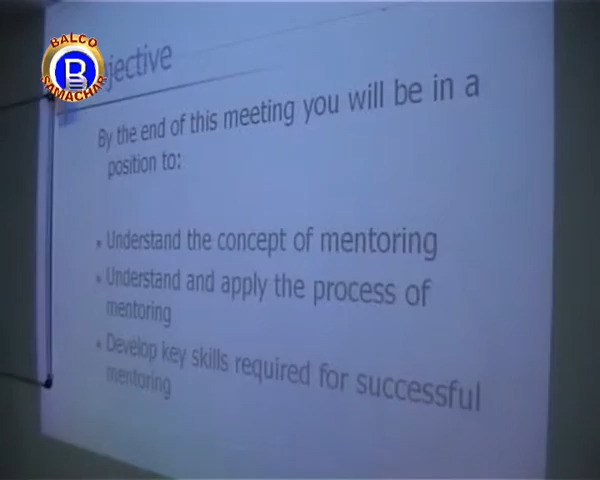 BALCO
B
SAMACHAR
jective
By the end of this meeting you will be in a
position to:
Understand the concept of mentoring
Understand and apply the process of
mentoring
Develop key skills required for successful
mentoring